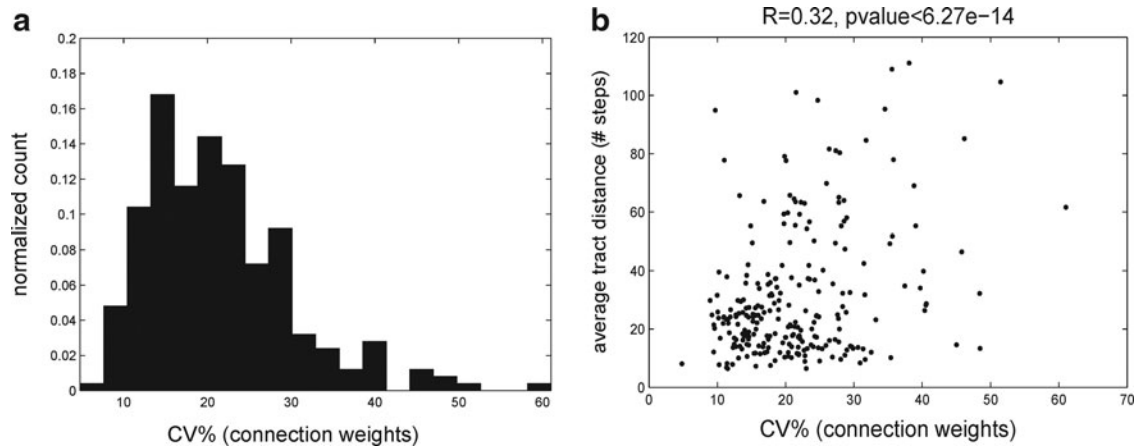 a
0.2
0.18
0.16
0.14
0.12
0.1
0.08
0.06
0.04
0.02
0
normalized count
10 20 30 40 50 60
CV% (connection weights)
b
R=0.32, pvalue<6.27e−14
120
100
80
60
40
20
0
average tract distance (# steps)
0 10 20 30 40 50 60 70
CV% (connection weights)